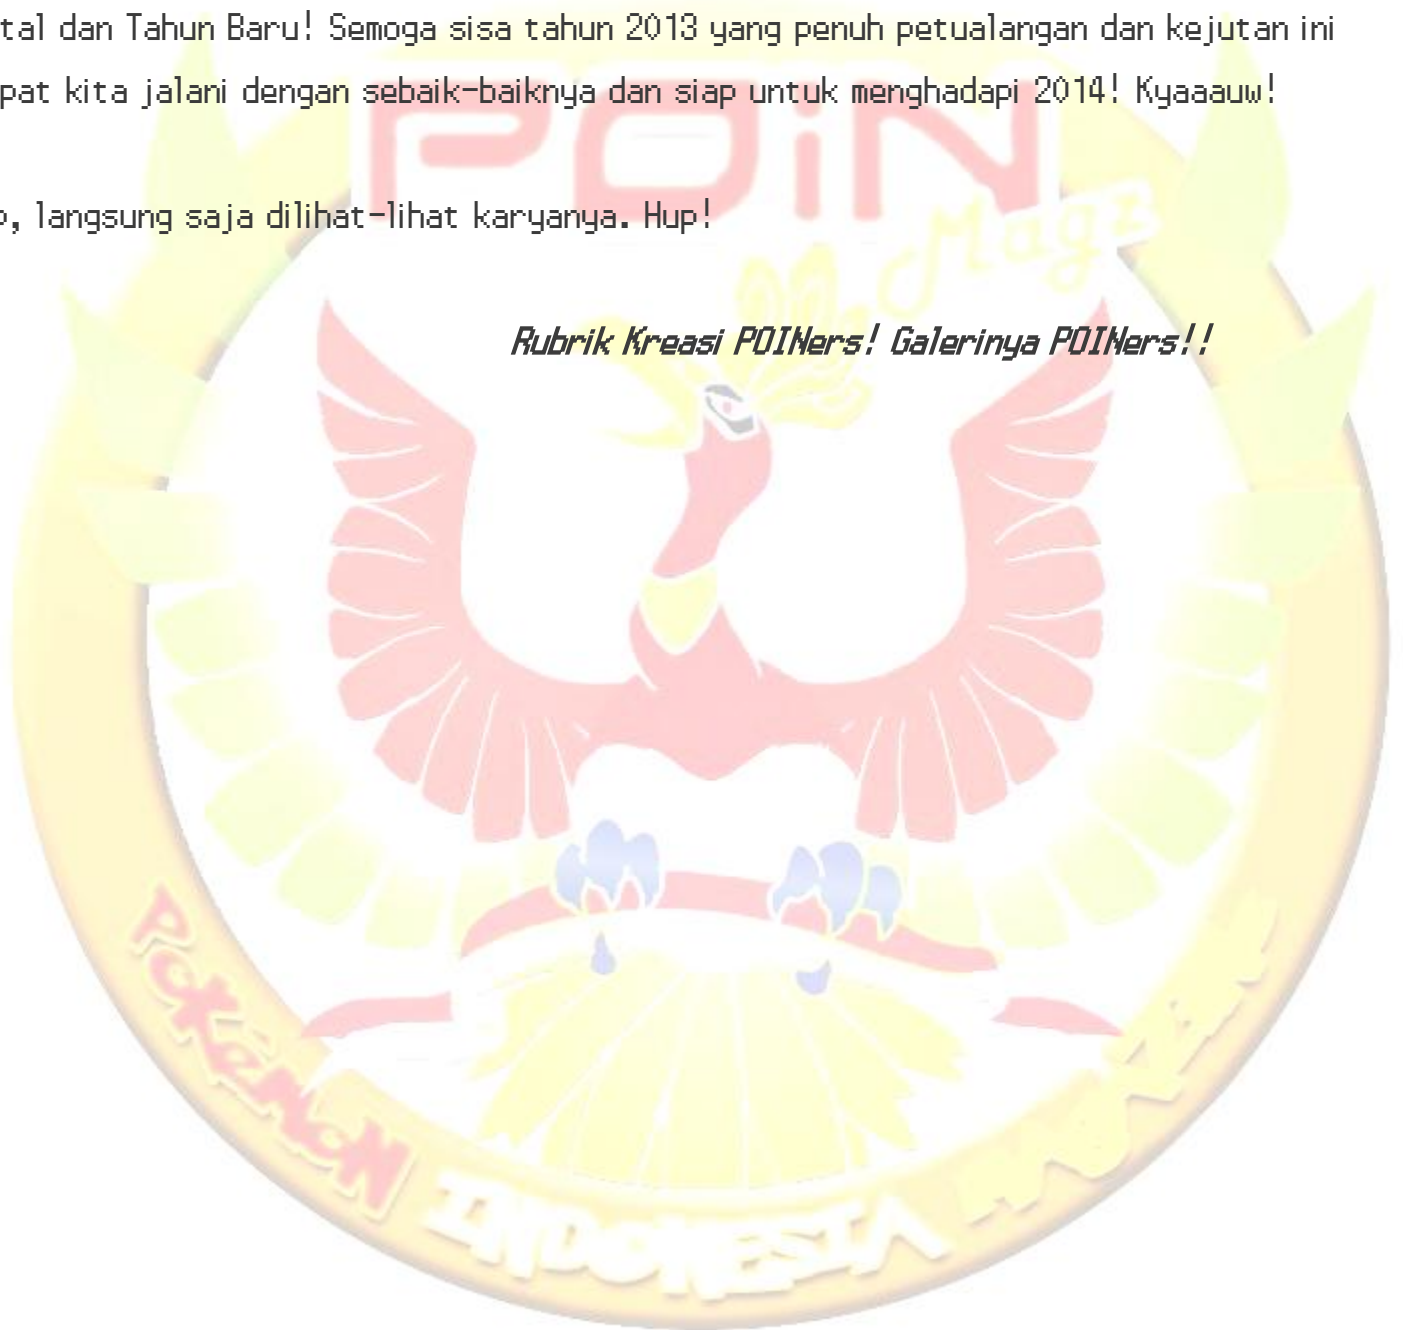 tal dan Tahun Baru! Semoga sisa tahun 2013 yang penuh petualangan dan kejutan ini
pat kita jalani dengan sebaik-baiknya dan siap untuk menghadapi 2014! Kyaaauw!
POiN
Magz
, langsung saja dilihat-lihat karyanya. Hup!
Rubrik Kreasi POINers! Galerinya POINers!!
POKéMON INDONESIA MAGZ